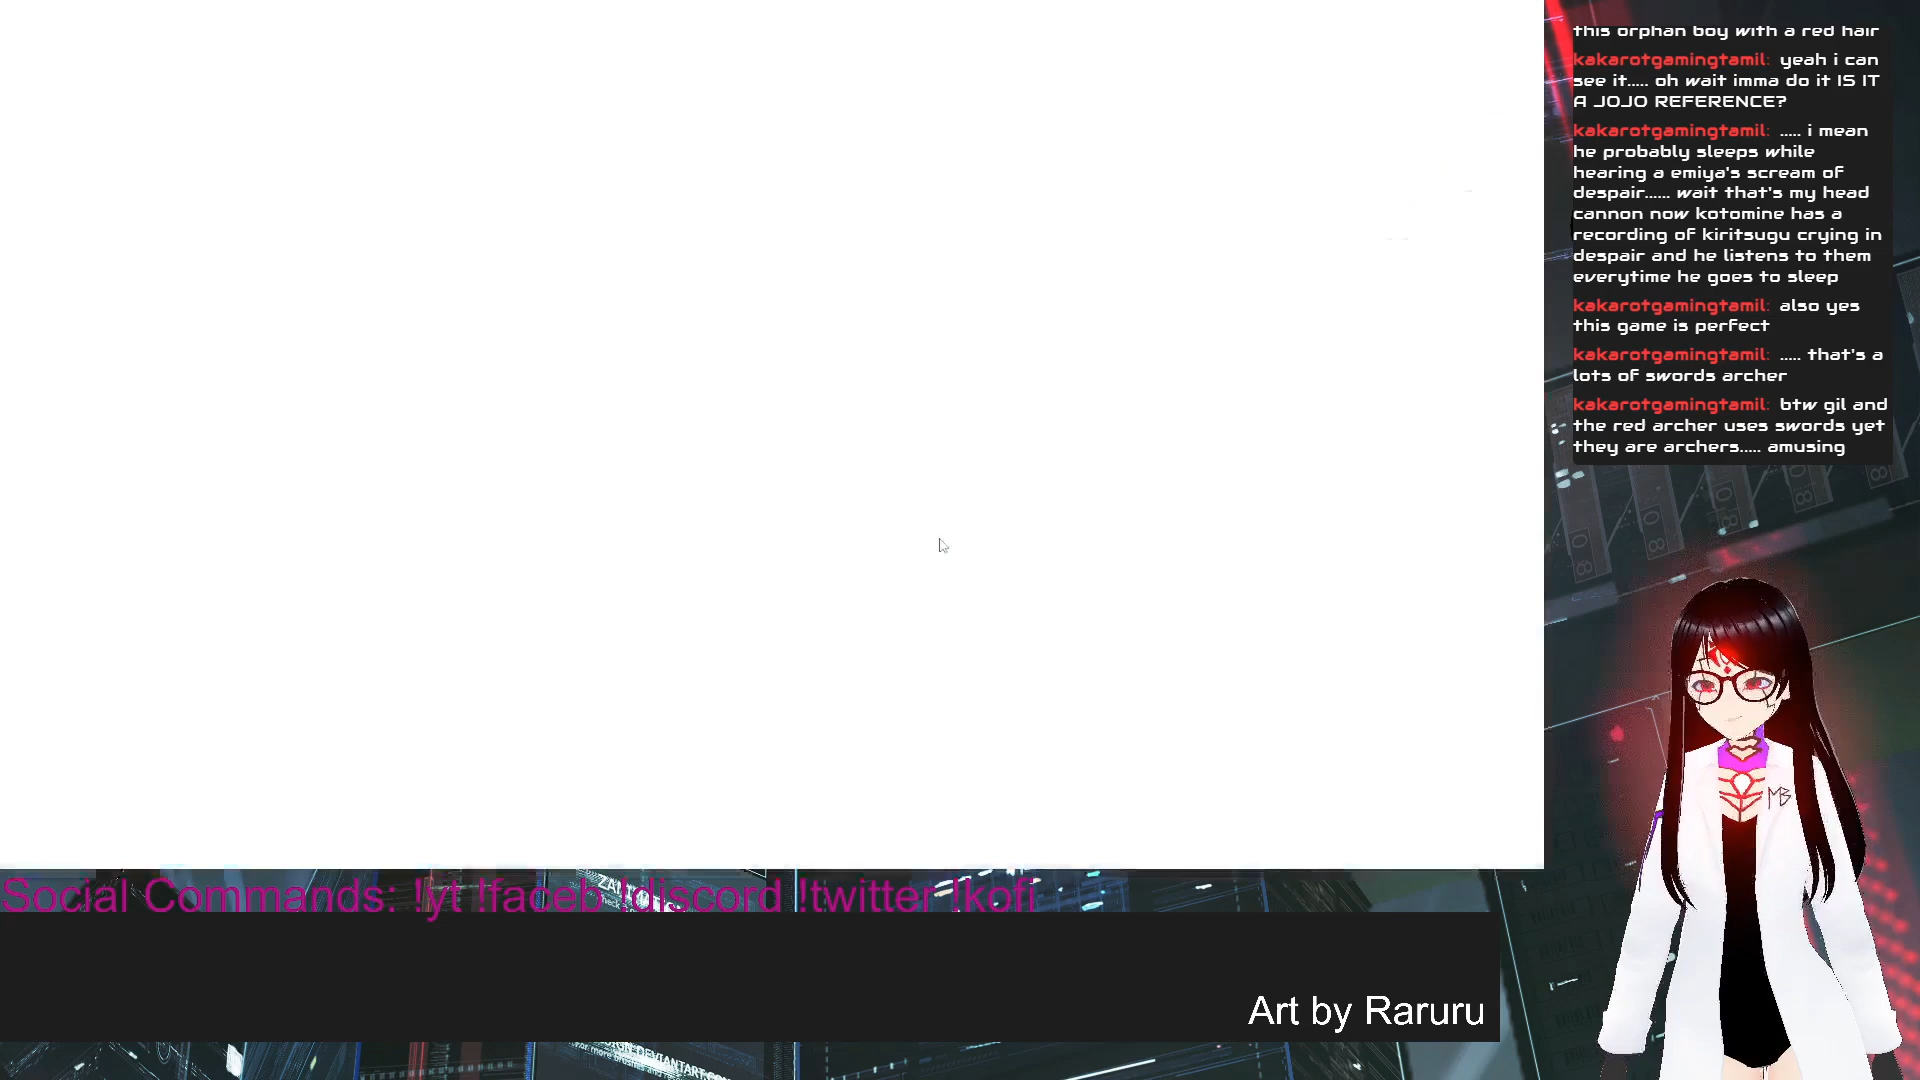 this orphan boy with a red hair
kakarotgamingtamil: yeah i can
see it..... oh wait imma do it IS IT
A JOJO REFERENCE?
kakarotgamingtamil: ..... i mean
he probably sleeps while
hearing a emiya's scream of
despair...... wait that's my head
cannon now kotomine has a
recording of kiritsugu crying in
despair and he listens to them
everytime he goes to sleep
kakarotgamingtamil: also yes
this game is perfect
kakarotgamingtamil: ..... that's a
lots of swords archer
kakarotgamingtamil: btw gil and
the red archer uses swords yet
they are archers..... amusing
MB
Social Commands: !yt !faceb !discord !twitter !kofi
Art by Raruru